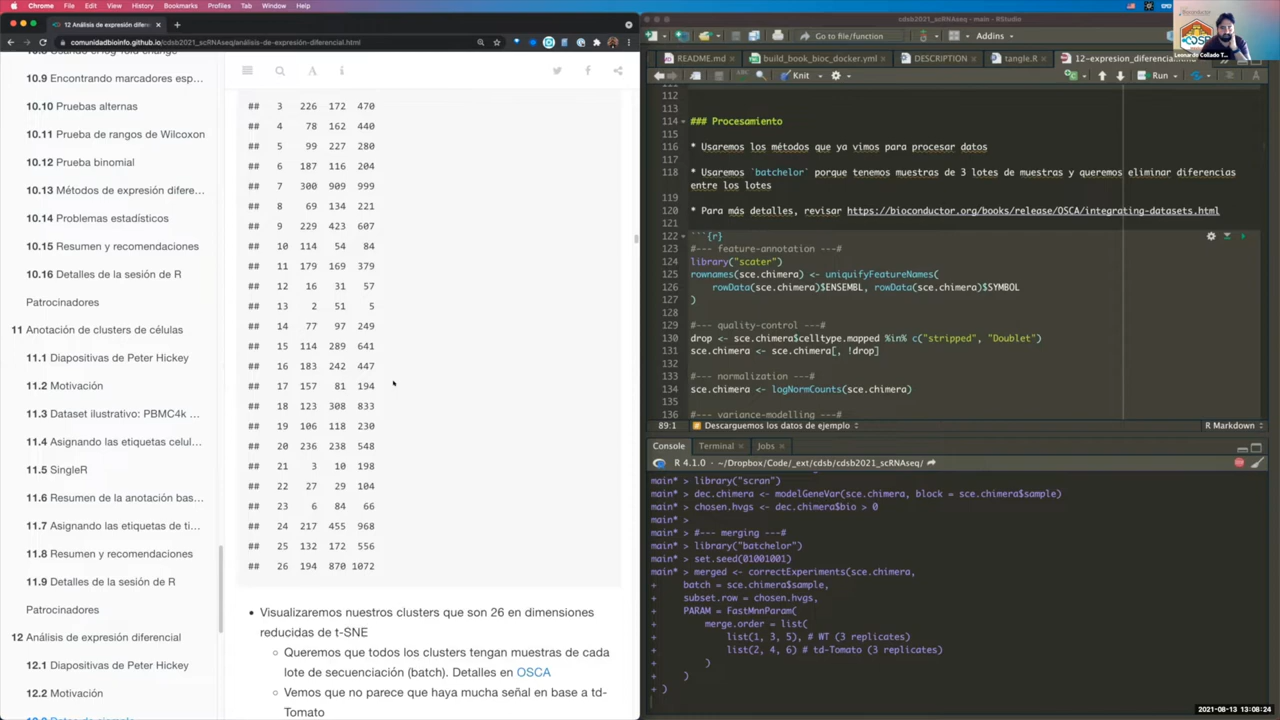 Chrome File Edit View History Bookmarks Profiles Tab Window Help
12 Análisis de expresión difer
comunidadbioinfo.github.io/cdsb2021_scRNAseq/análisis-de-expresión-diferencial.html
10.9 Encontrando marcadores esp...
10.10 Pruebas alternas
10.11 Prueba de rangos de Wilcoxon
10.12 Prueba binomial
10.13 Métodos de expresión difere...
10.14 Problemas estadísticos
10.15 Resumen y recomendaciones
10.16 Detalles de la sesión de R
Patrocinadores
11 Anotación de clusters de células
11.1 Diapositivas de Peter Hickey
11.2 Motivación
11.3 Dataset ilustrativo: PBMC4k ...
11.4 Asignando las etiquetas celul...
11.5 SingleR
11.6 Resumen de la anotación bas...
11.7 Asignando las etiquetas de ti...
11.8 Resumen y recomendaciones
11.9 Detalles de la sesión de R
Patrocinadores
12 Análisis de expresión diferencial
12.1 Diapositivas de Peter Hickey
12.2 Motivación
## 3 226 172 470
## 4 78 162 440
## 5 99 227 280
## 6 187 116 204
## 7 300 909 999
## 8 69 134 221
## 9 229 423 607
## 10 114 54 84
## 11 179 169 379
## 12 16 31 57
## 13 2 51 5
## 14 77 97 249
## 15 114 289 641
## 16 183 242 447
## 17 157 81 194
## 18 123 308 833
## 19 106 118 230
## 20 236 238 548
## 21 3 10 198
## 22 27 29 104
## 23 6 84 66
## 24 217 455 968
## 25 132 172 556
## 26 194 870 1072
• Visualizaremos nuestros clusters que son 26 en dimensiones
reducidas de t-SNE
Queremos que todos los clusters tengan muestras de cada
lote de secuenciación (batch). Detalles en OSCA
Vemos que no parece que haya mucha señal en base a td-
Tomato
cdsb2021_scRNAseq - main - RStudio
Go to file/function Addins
README.md build_book_bioc_docker.yml DESCRIPTION tangle.R 12-expresion_diferencial.Rmd
Knit Run
112
113
114 ### Procesamiento
115
116 * Usaremos los métodos que ya vimos para procesar datos
117
118 * Usaremos `batchelor` porque tenemos muestras de 3 lotes de muestras y queremos eliminar diferencias
entre los lotes
119
120 * Para más detalles, revisar https://bioconductor.org/books/release/OSCA/integrating-datasets.html
122 ```{r}
123 #--- feature-annotation ---#
124 library("scater")
125 rownames(sce.chimera) <- uniquifyFeatureNames(
126 rowData(sce.chimera)$ENSEMBL, rowData(sce.chimera)$SYMBOL
127 )
128
129 #--- quality-control ---#
130 drop <- sce.chimera$celltype.mapped %in% c("stripped", "Doublet")
131 sce.chimera <- sce.chimera[, !drop]
132
133 #--- normalization ---#
134 sce.chimera <- logNormCounts(sce.chimera)
135
136 #--- variance-modelling ---#
89:1 Descarguemos los datos de ejemplo R Markdown
Console Terminal Jobs
R 4.1.0 · ~/Dropbox/Code/_ext/cdsb/cdsb2021_scRNAseq/
main* > library("scran")
main* > dec.chimera <- modelGeneVar(sce.chimera, block = sce.chimera$sample)
main* > chosen.hvgs <- dec.chimera$bio > 0
main* >
main* > #--- merging ---#
main* > library("batchelor")
main* > set.seed(01001001)
main* > merged <- correctExperiments(sce.chimera,
+ batch = sce.chimera$sample,
+ subset.row = chosen.hvgs,
+ PARAM = FastMnnParam(
+ merge.order = list(
+ list(1, 3, 5), # WT (3 replicates)
+ list(2, 4, 6) # td-Tomato (3 replicates)
+ )
+ )
+ )
Leonardo Collado T...
2021-08-13 13:08:24